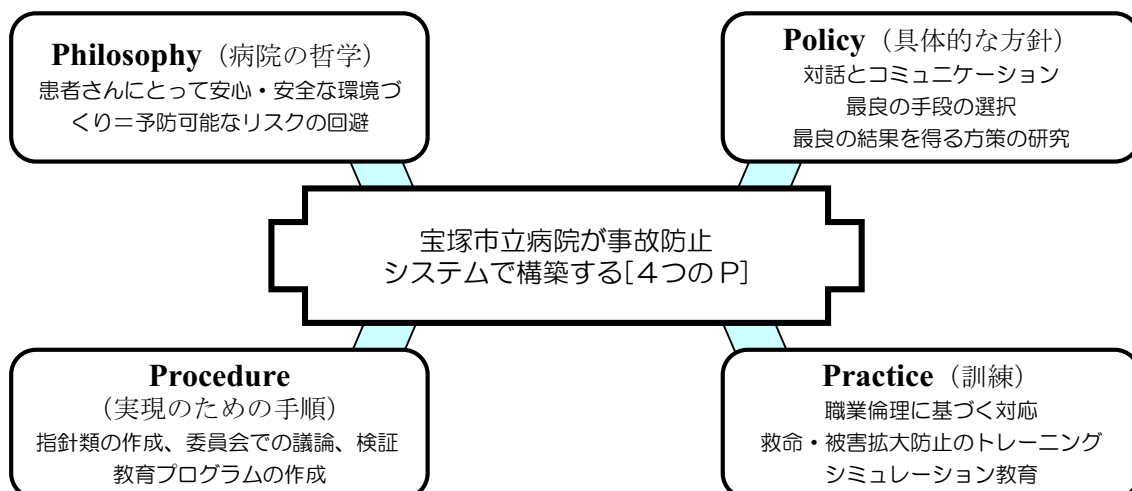 Philosophy（病院の哲学）
患者さんにとって安心・安全な環境づ
くり＝予防可能なリスクの回避
Policy（具体的な方針）
対話とコミュニケーション
最良の手段の選択
最良の結果を得る方策の研究
宝塚市立病院が事故防止
システムで構築する[４つのP]
Procedure
（実現のための手順）
指針類の作成、委員会での議論、検証
教育プログラムの作成
Practice（訓練）
職業倫理に基づく対応
救命・被害拡大防止のトレーニング
シミュレーション教育